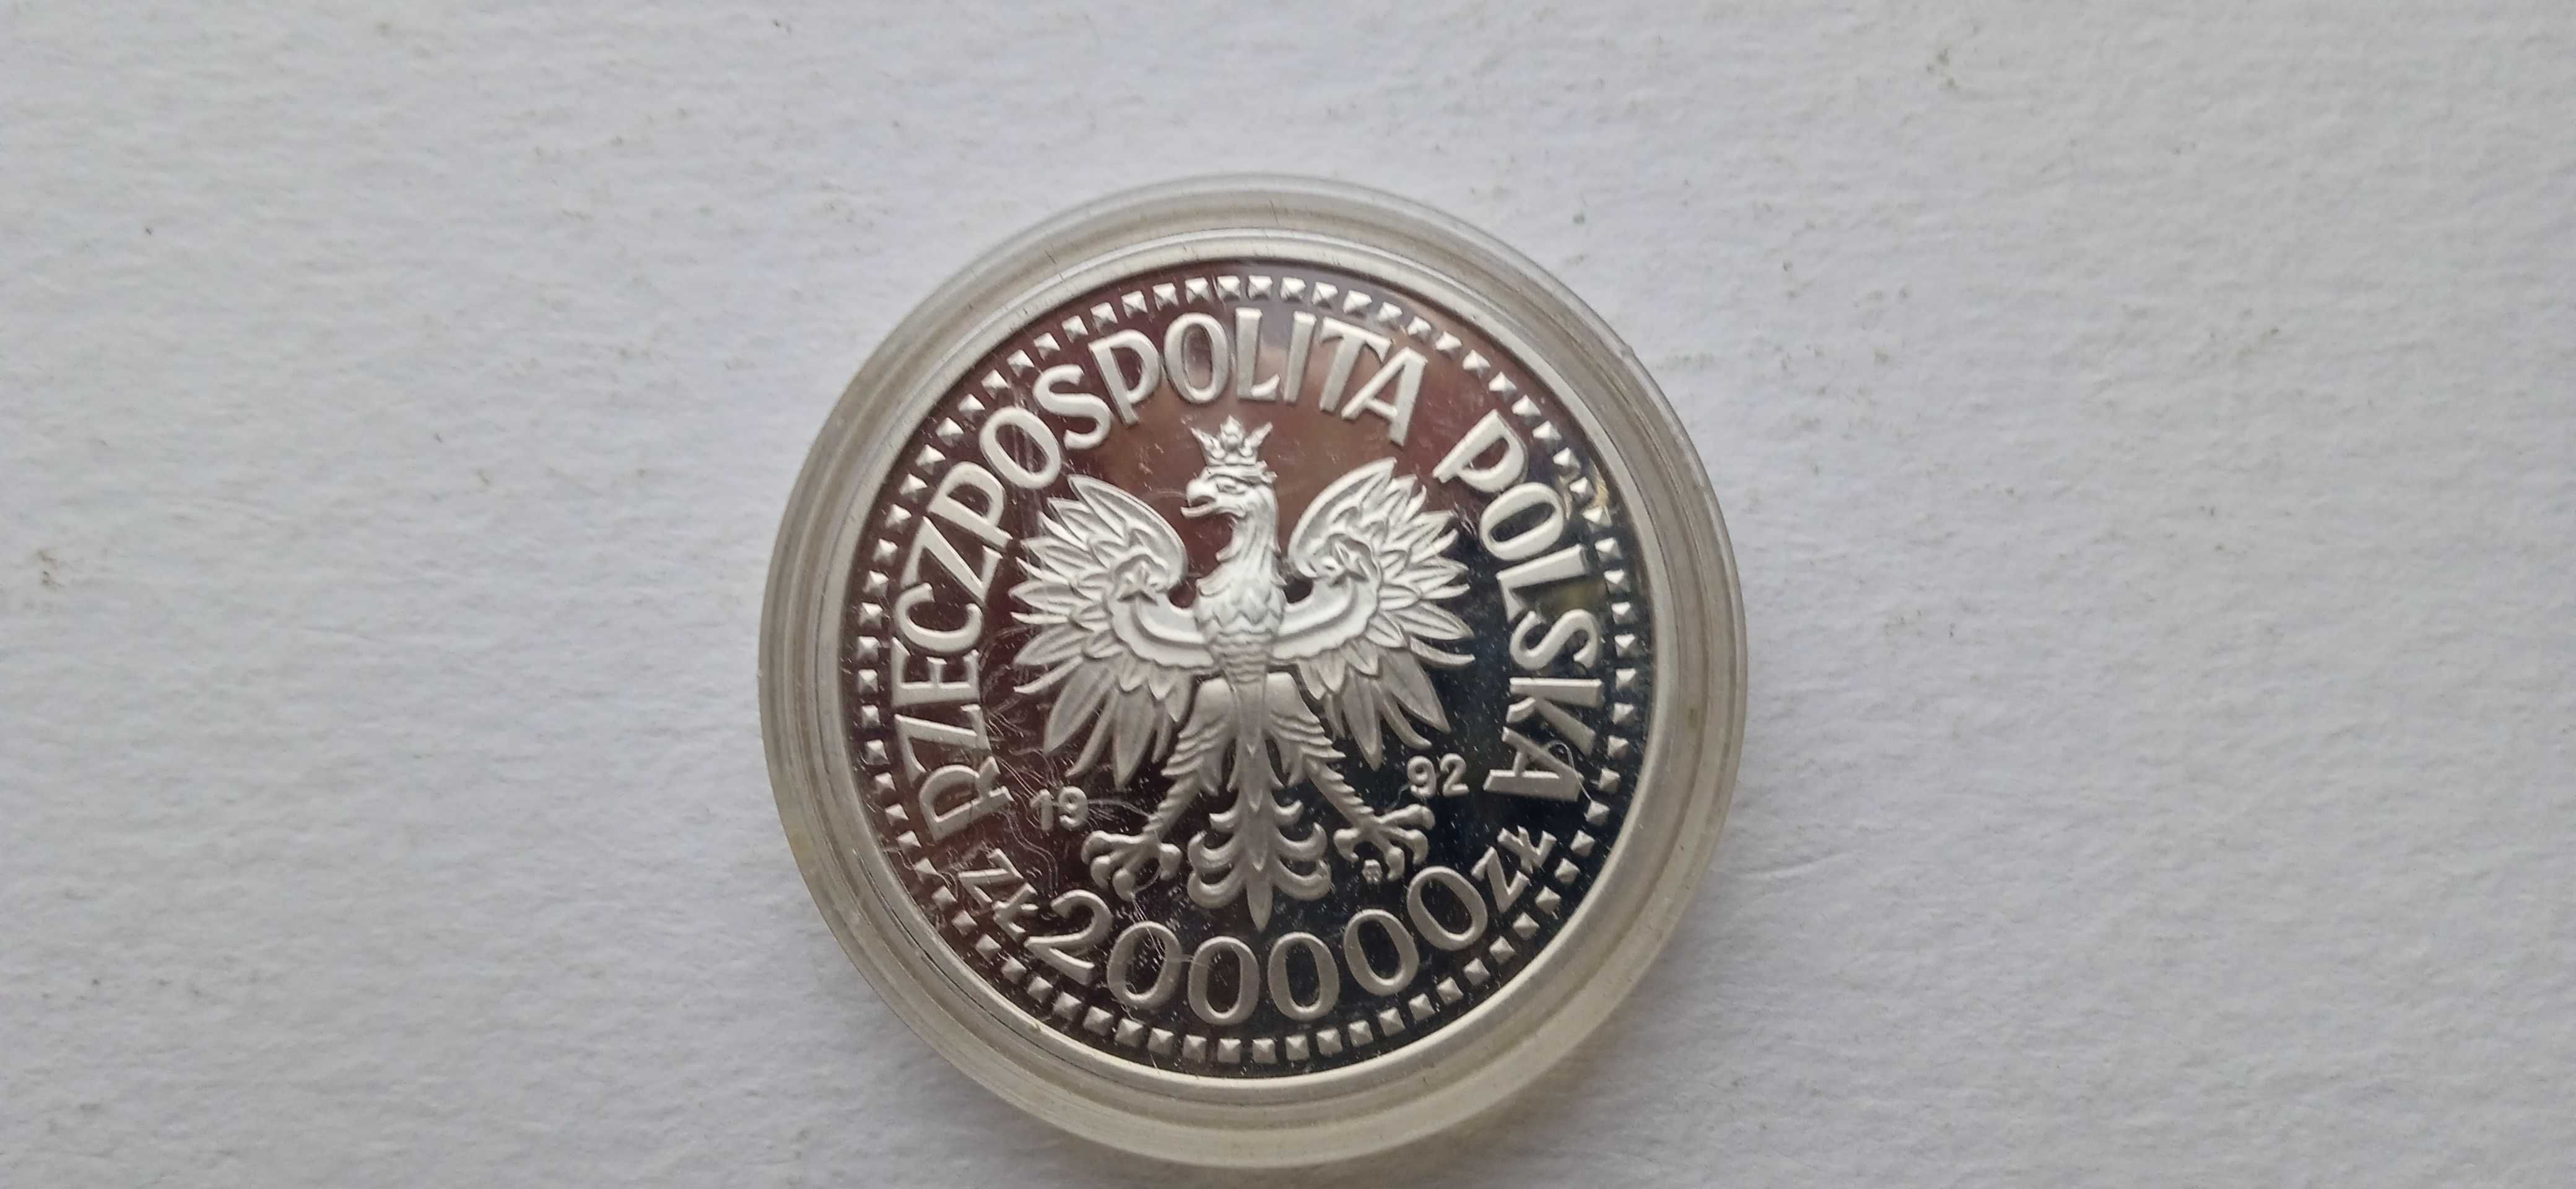 RZECZPOSPOLITA POLSKA
19 92
ZŁ 200000 ZŁ